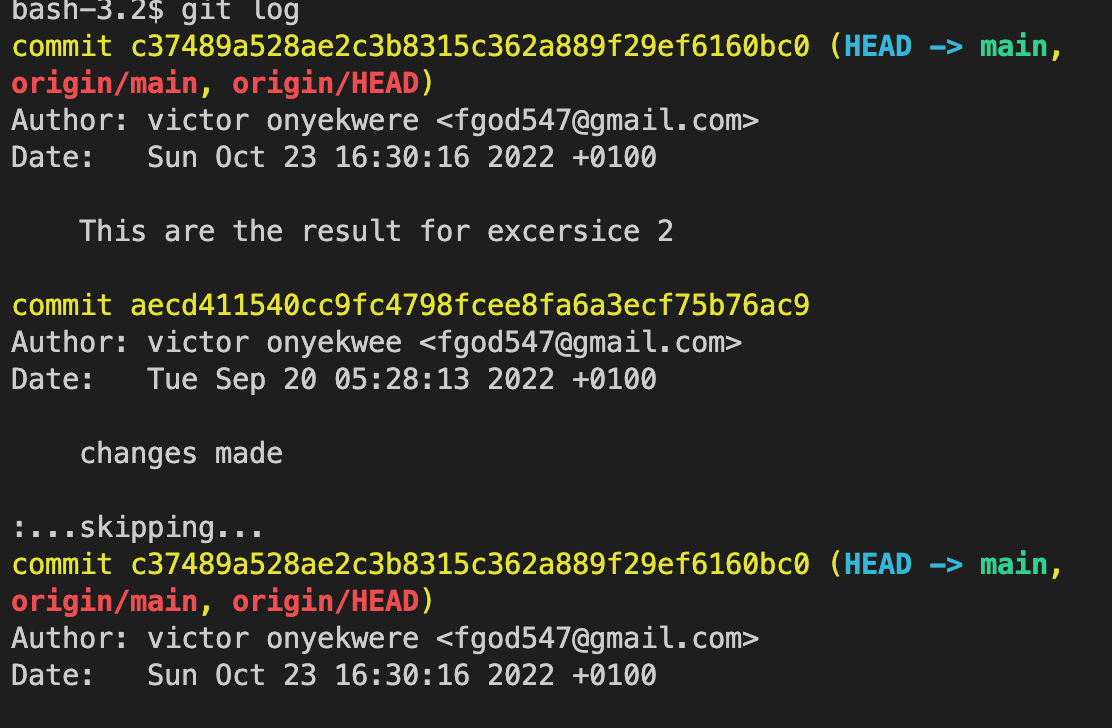 bash-3.2$ git log
commit c37489a528ae2c3b8315c362a889f29ef6160bc0 (HEAD -> main,
origin/main, origin/HEAD)
Author: victor onyekwere <fgod547@gmail.com>
Date:   Sun Oct 23 16:30:16 2022 +0100
    This are the result for excersice 2
commit aecd411540cc9fc4798fcee8fa6a3ecf75b76ac9
Author: victor onyekwee <fgod547@gmail.com>
Date:   Tue Sep 20 05:28:13 2022 +0100
    changes made
:...skipping...
commit c37489a528ae2c3b8315c362a889f29ef6160bc0 (HEAD -> main,
origin/main, origin/HEAD)
Author: victor onyekwere <fgod547@gmail.com>
Date:   Sun Oct 23 16:30:16 2022 +0100